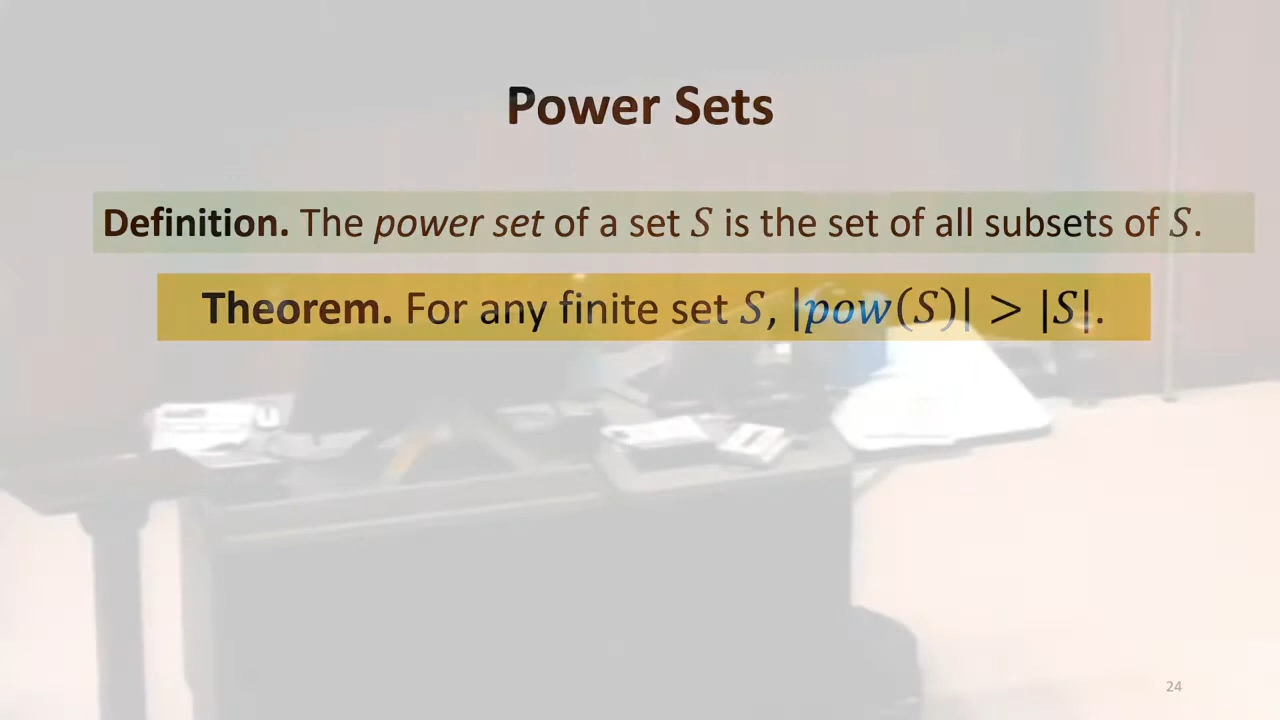 Power Sets
Definition. The power set of a set S is the set of all subsets of S.
Theorem. For any finite set S, |pow(S)| > |S|.
24